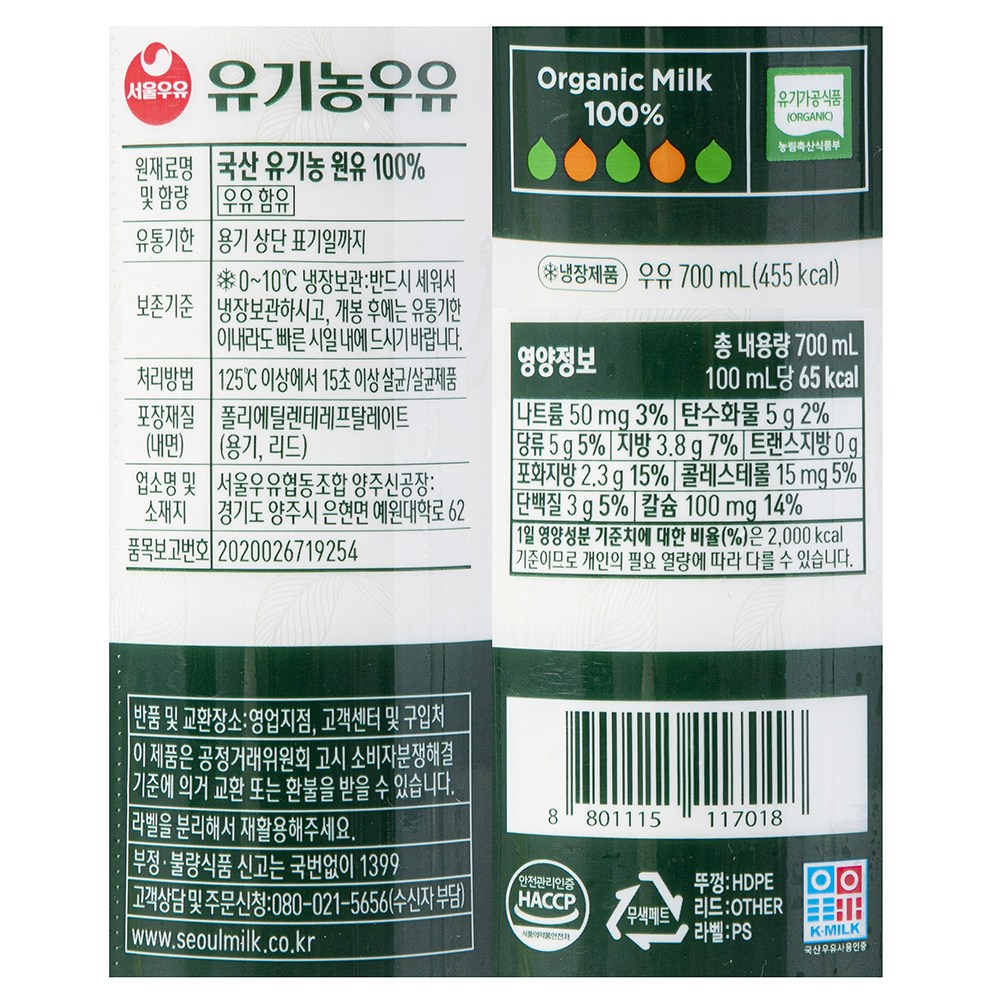 서울우유
유기농우유
원재료명
및 함량
국산 유기농 원유 100%
우유 함유
유통기한
용기 상단 표기일까지
보존기준
0~10℃ 냉장보관:반드시 세워서
냉장보관하시고, 개봉 후에는 유통기한
이내라도 빠른 시일 내에 드시기 바랍니다.
처리방법
125℃ 이상에서 15초 이상 살균/살균제품
포장재질
(내면)
폴리에틸렌테레프탈레이트
(용기, 리드)
업소명 및
소재지
서울우유협동조합 양주신공장:
경기도 양주시 은현면 예원대학로 62
품목보고번호
2020026719254
반품 및 교환장소:영업지점, 고객센터 및 구입처
이 제품은 공정거래위원회 고시 소비자분쟁해결
기준에 의거 교환 또는 환불을 받을 수 있습니다.
라벨을 분리해서 재활용해주세요.
부정·불량식품 신고는 국번없이 1399
고객상담 및 주문신청:080-021-5656(수신자 부담)
www.seoulmilk.co.kr
Organic Milk
100%
유기가공식품
(ORGANIC)
농림축산식품부
냉장제품 우유 700 mL(455 kcal)
영양정보
총 내용량 700 mL
100 mL당 65 kcal
나트륨 50 mg 3% 탄수화물 5 g 2%
당류 5 g 5% 지방 3.8 g 7% 트랜스지방 0 g
포화지방 2.3 g 15% 콜레스테롤 15 mg 5%
단백질 3 g 5% 칼슘 100 mg 14%
1일 영양성분 기준치에 대한 비율(%)은 2,000 kcal
기준이므로 개인의 필요 열량에 따라 다를 수 있습니다.
8 801115 117018
안전관리인증
HACCP
식품의약품안전처
무색페트
뚜껑:HDPE
리드:OTHER
라벨:PS
K-MILK
국산우유사용인증